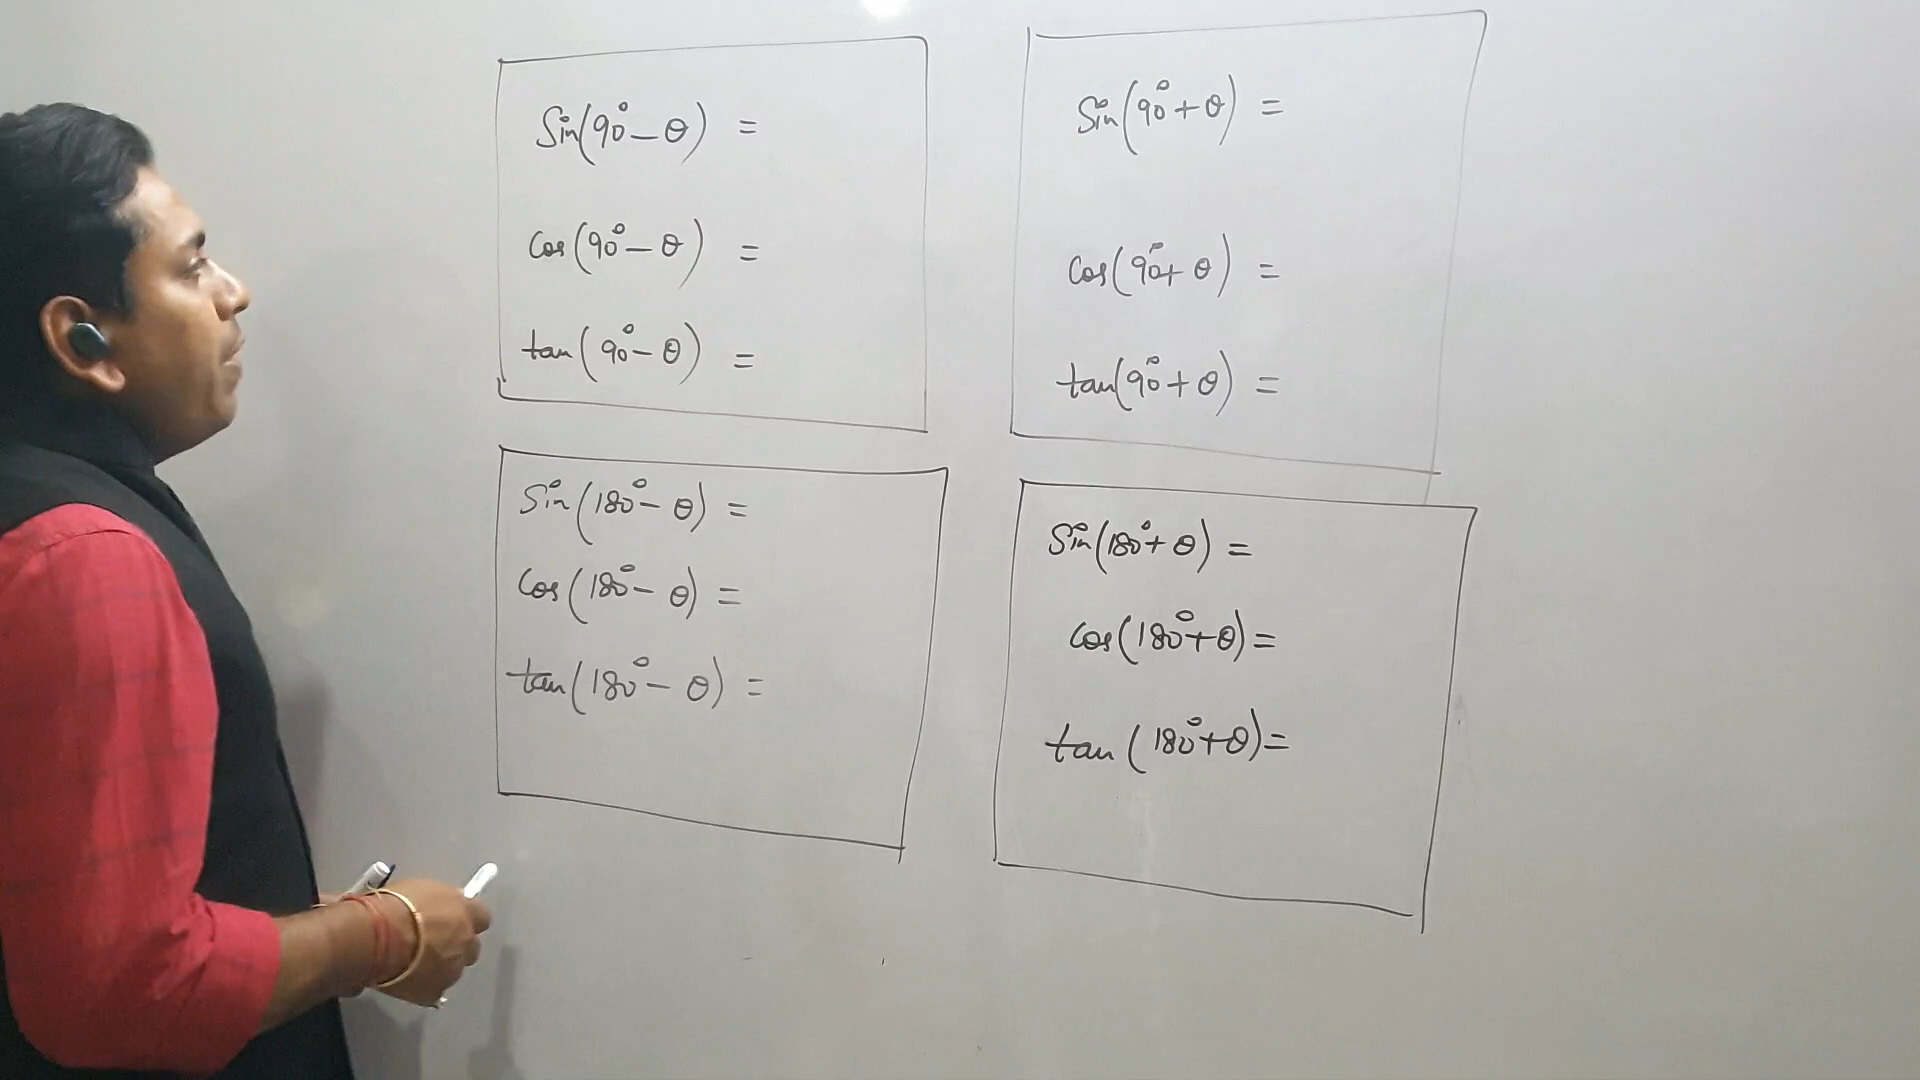 Sin(90° – θ) =
Cos(90° – θ) =
tan(90° – θ) =
Sin(90° + θ) =
Cos(90° + θ) =
tan(90° + θ) =
Sin(180° – θ) =
Cos(180° – θ) =
tan(180° – θ) =
Sin(180° + θ) =
Cos(180° + θ) =
tan(180° + θ) =